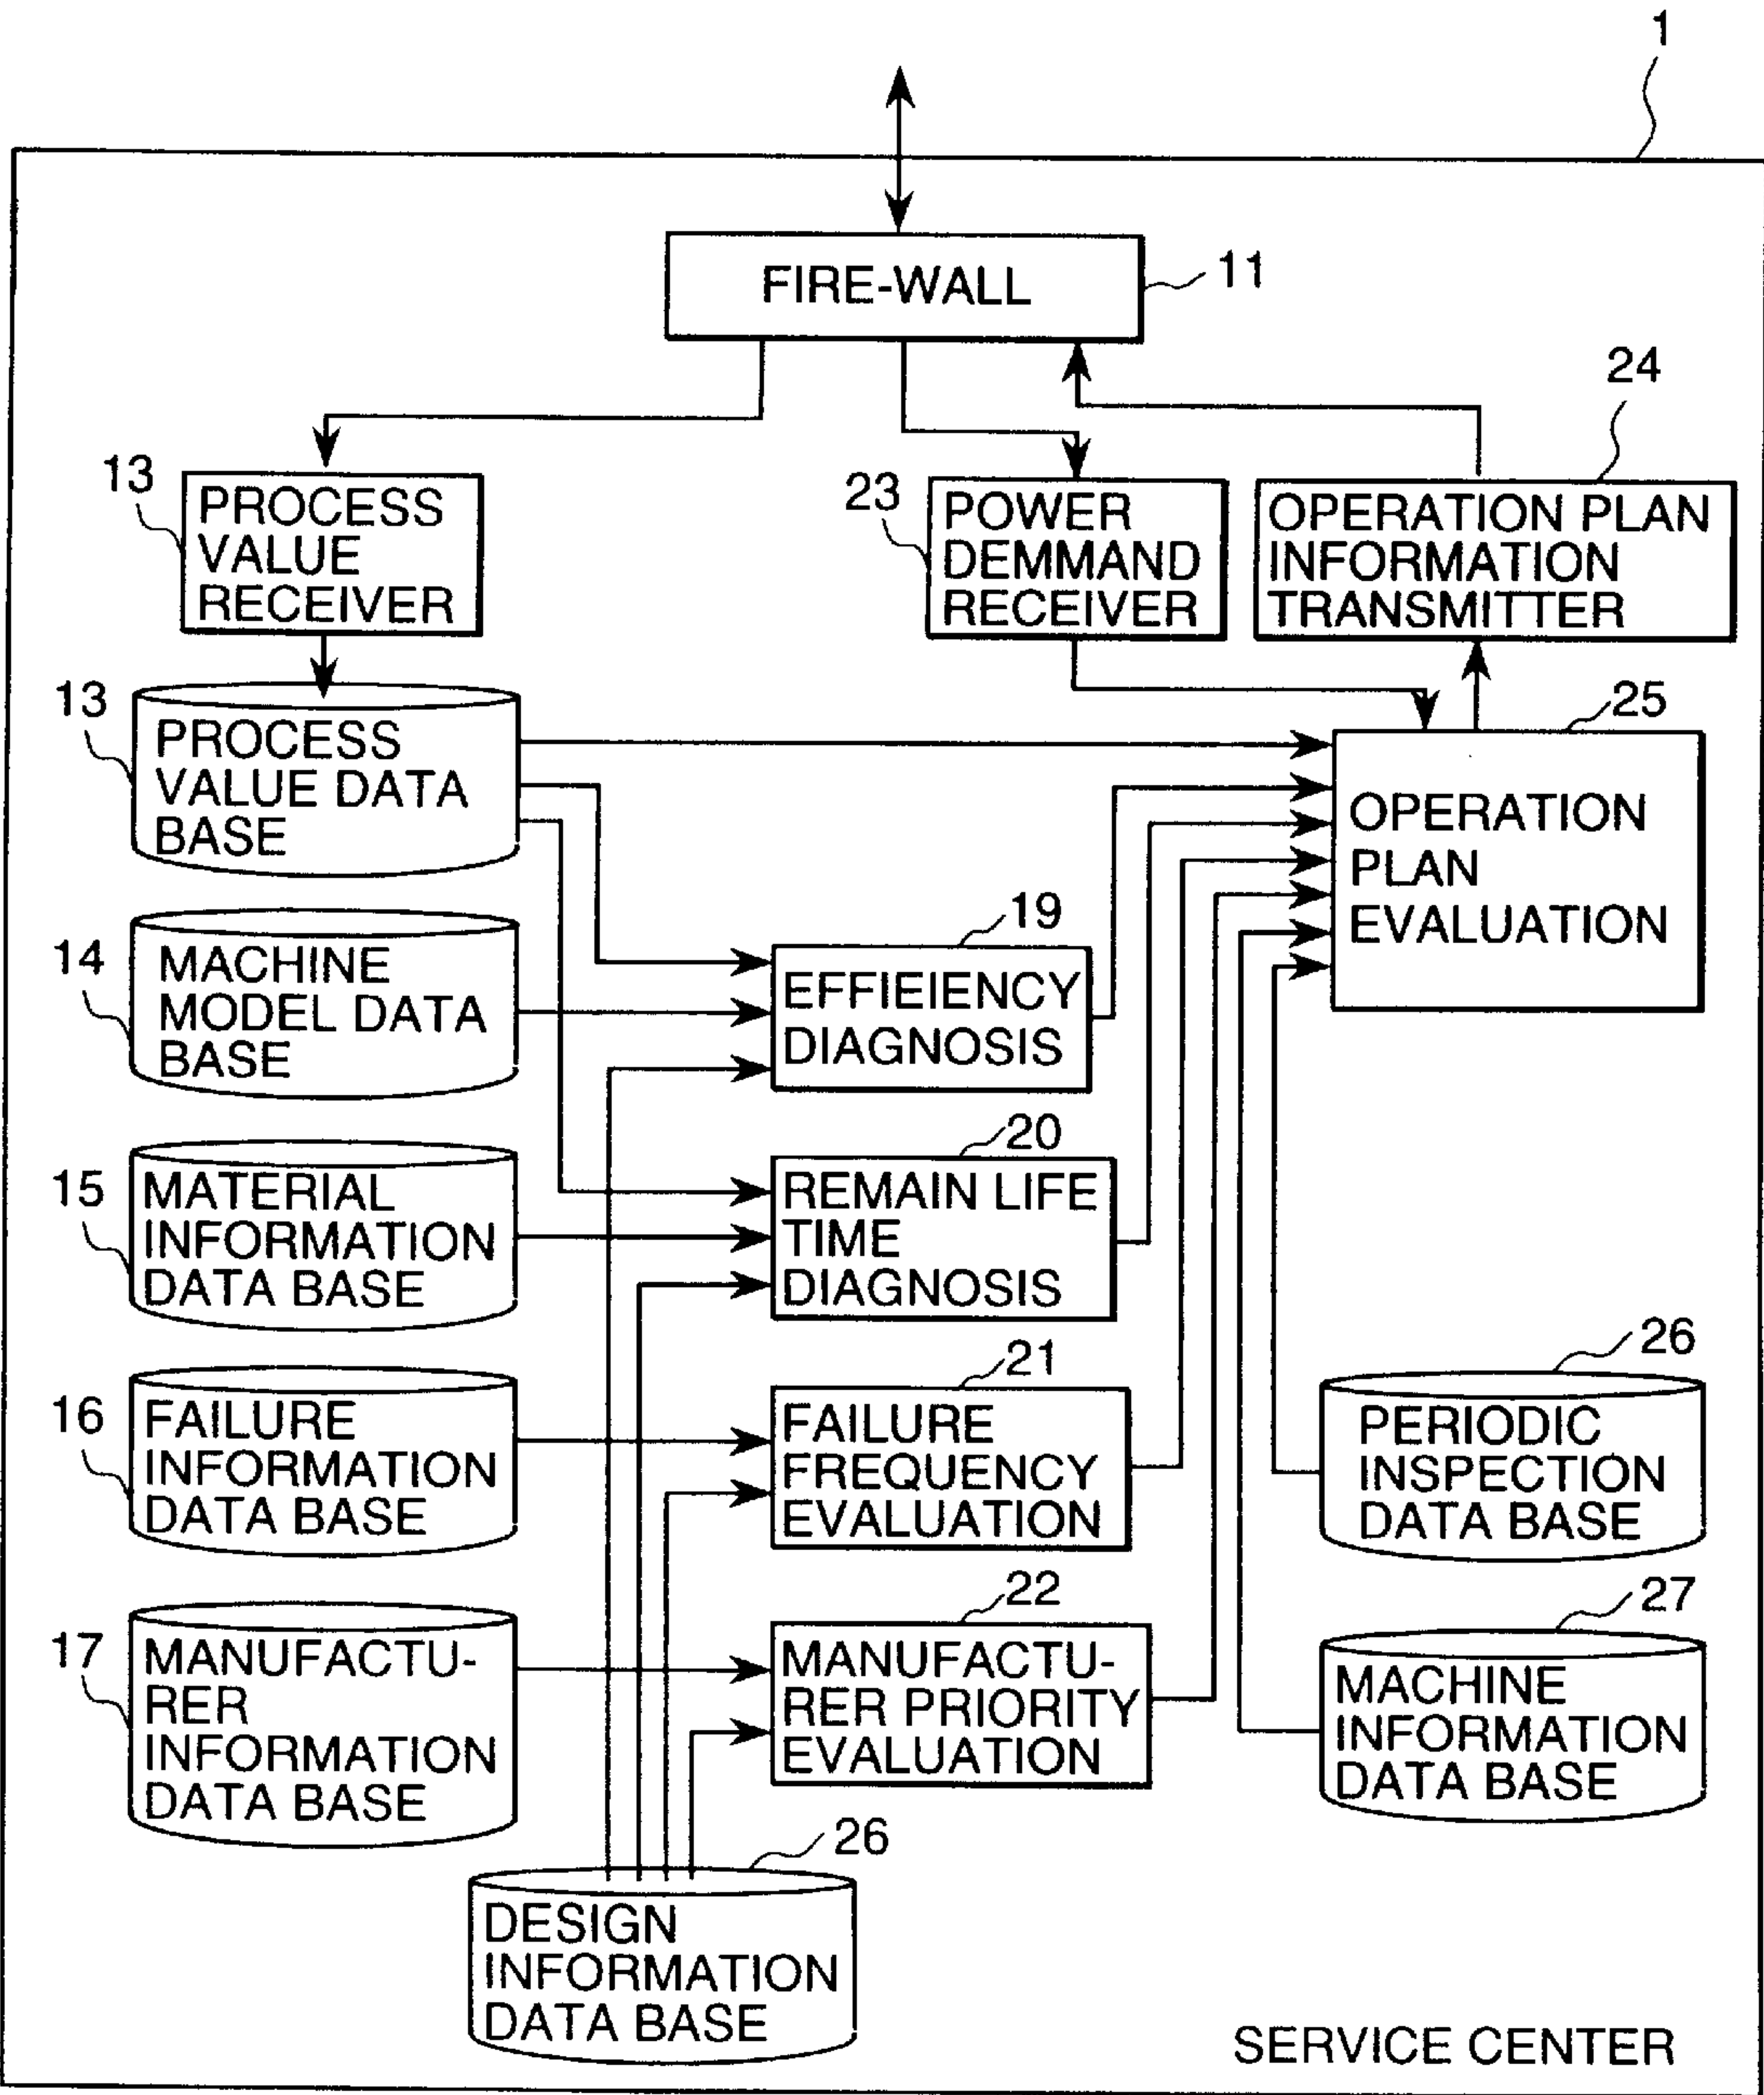 1
FIRE-WALL
11
13
PROCESS
VALUE
RECEIVER
23
POWER
DEMMAND
RECEIVER
24
OPERATION PLAN
INFORMATION
TRANSMITTER
13
PROCESS
VALUE DATA
BASE
25
OPERATION
PLAN
EVALUATION
14
MACHINE
MODEL DATA
BASE
19
EFFIEIENCY
DIAGNOSIS
15
MATERIAL
INFORMATION
DATA BASE
20
REMAIN LIFE
TIME
DIAGNOSIS
16
FAILURE
INFORMATION
DATA BASE
21
FAILURE
FREQUENCY
EVALUATION
26
PERIODIC
INSPECTION
DATA BASE
17
MANUFACTU-
RER
INFORMATION
DATA BASE
22
MANUFACTU-
RER PRIORITY
EVALUATION
27
MACHINE
INFORMATION
DATA BASE
26
DESIGN
INFORMATION
DATA BASE
SERVICE CENTER